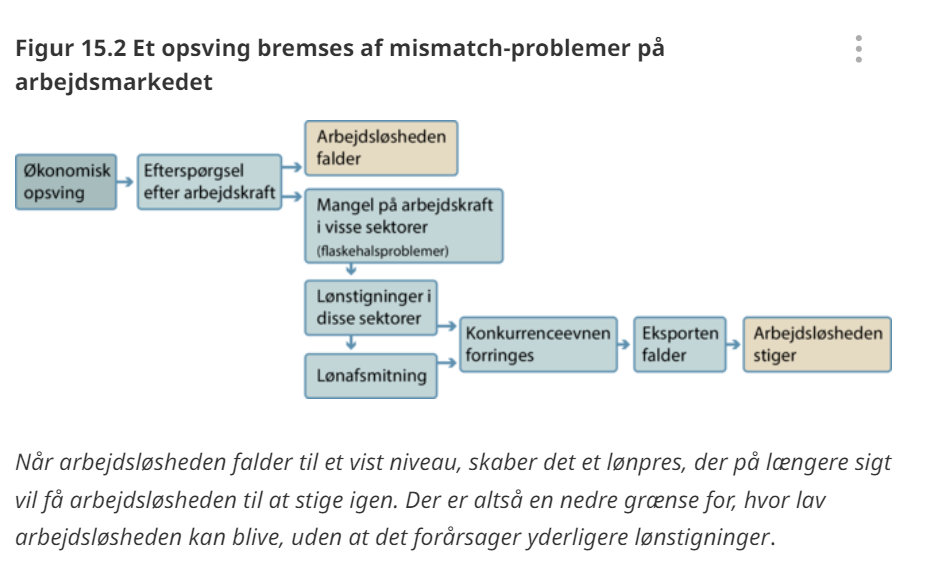 Figur 15.2 Et opsving bremses af mismatch-problemer på
arbejdsmarkedet
Økonomisk
opsving
Efterspørgsel
efter arbejdskraft
Arbejdsløsheden
falder
Mangel på arbejdskraft
i visse sektorer
(flaskehalsproblemer)
Lønstigninger i
disse sektorer
Lønafsmitning
Konkurrenceevnen
forringes
Eksporten
falder
Arbejdsløsheden
stiger
Når arbejdsløsheden falder til et vist niveau, skaber det et lønpres, der på længere sigt
vil få arbejdsløsheden til at stige igen. Der er altså en nedre grænse for, hvor lav
arbejdsløsheden kan blive, uden at det forårsager yderligere lønstigninger.